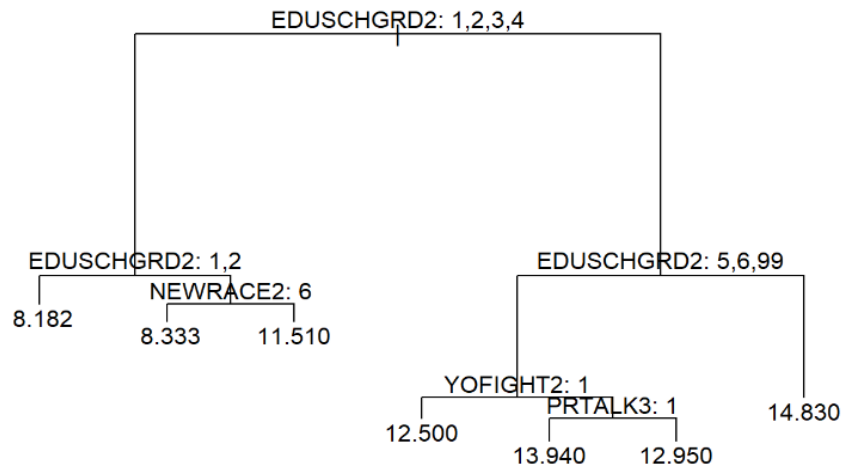 EDUSCHGRD2: 1,2,3,4
EDUSCHGRD2: 1,2
EDUSCHGRD2: 5,6,99
NEWRACE2: 6
8.182
8.333
11.510
YOFIGHT2: 1
PRTALK3: 1
14.830
12.500
13.940
12.950